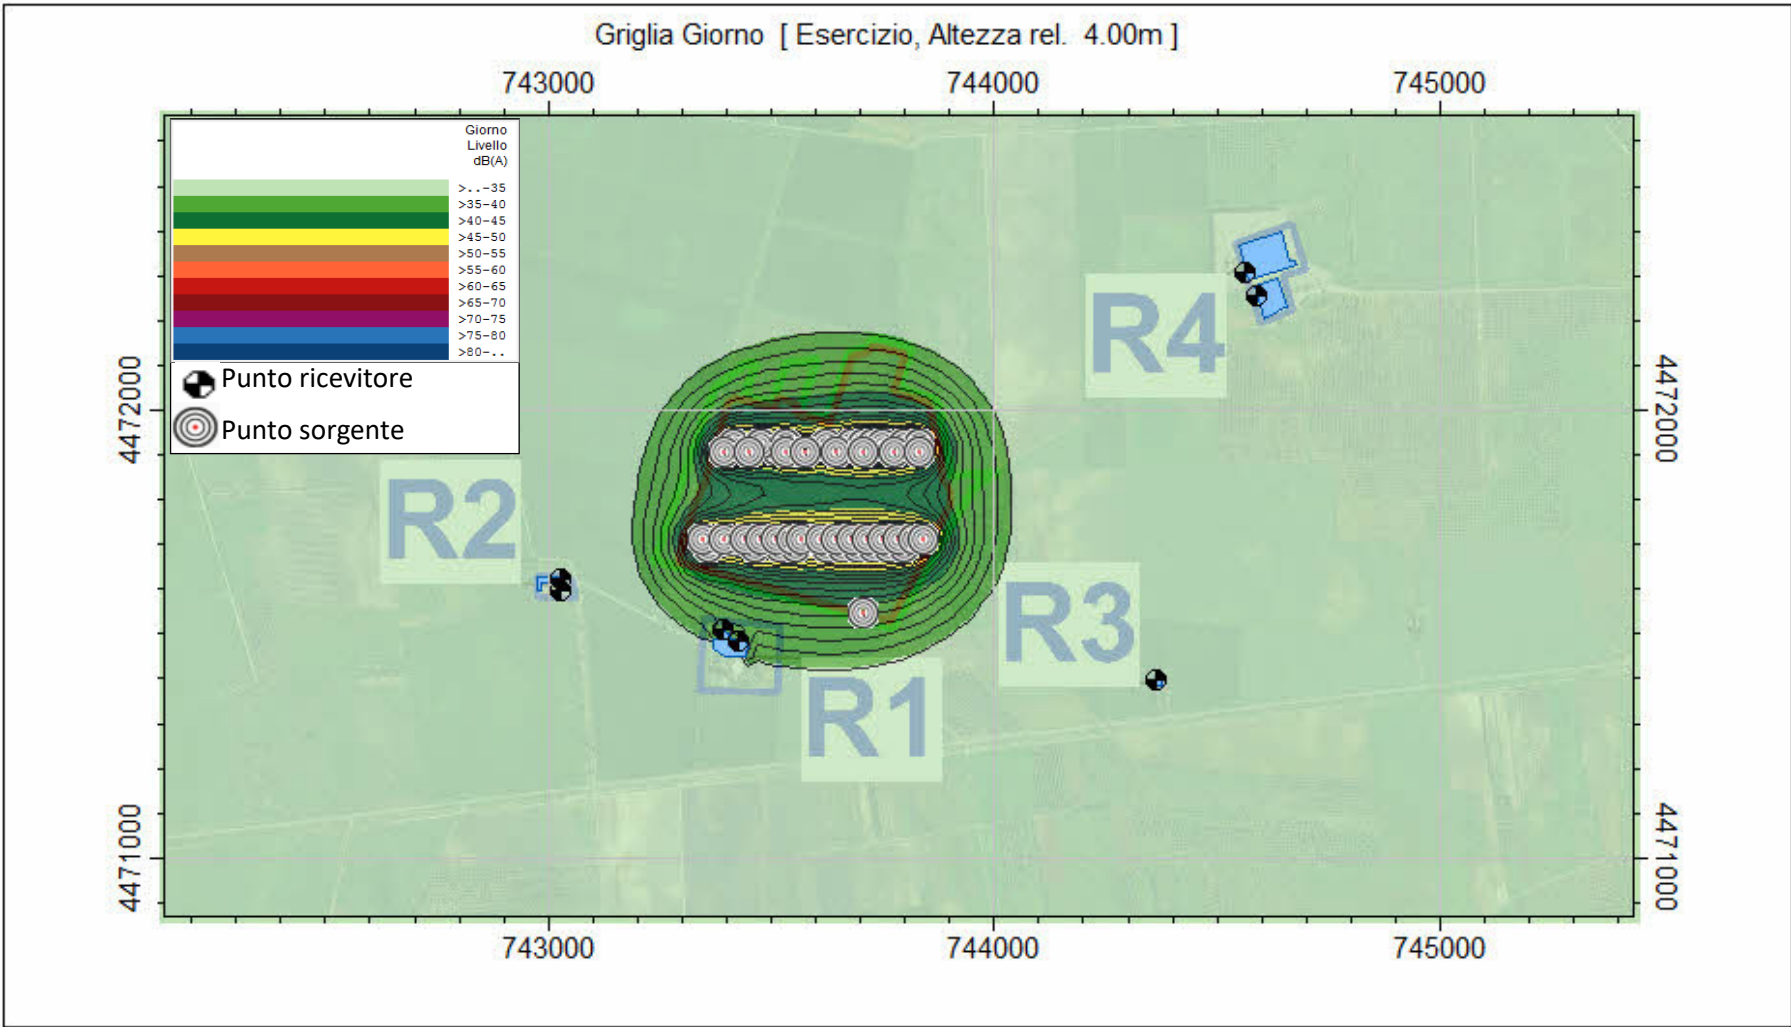 Griglia Giorno [ Esercizio, Altezza rel. 4.00m ]
743000 744000 745000
Giorno
Livello
dB(A)
>..-35
>35-40
>40-45
>45-50
>50-55
>55-60
>60-65
>65-70
>70-75
>75-80
>80-..
Punto ricevitore
Punto sorgente
4472000
4472000
R4
R2
R3
R1
4471000
4471000
743000 744000 745000